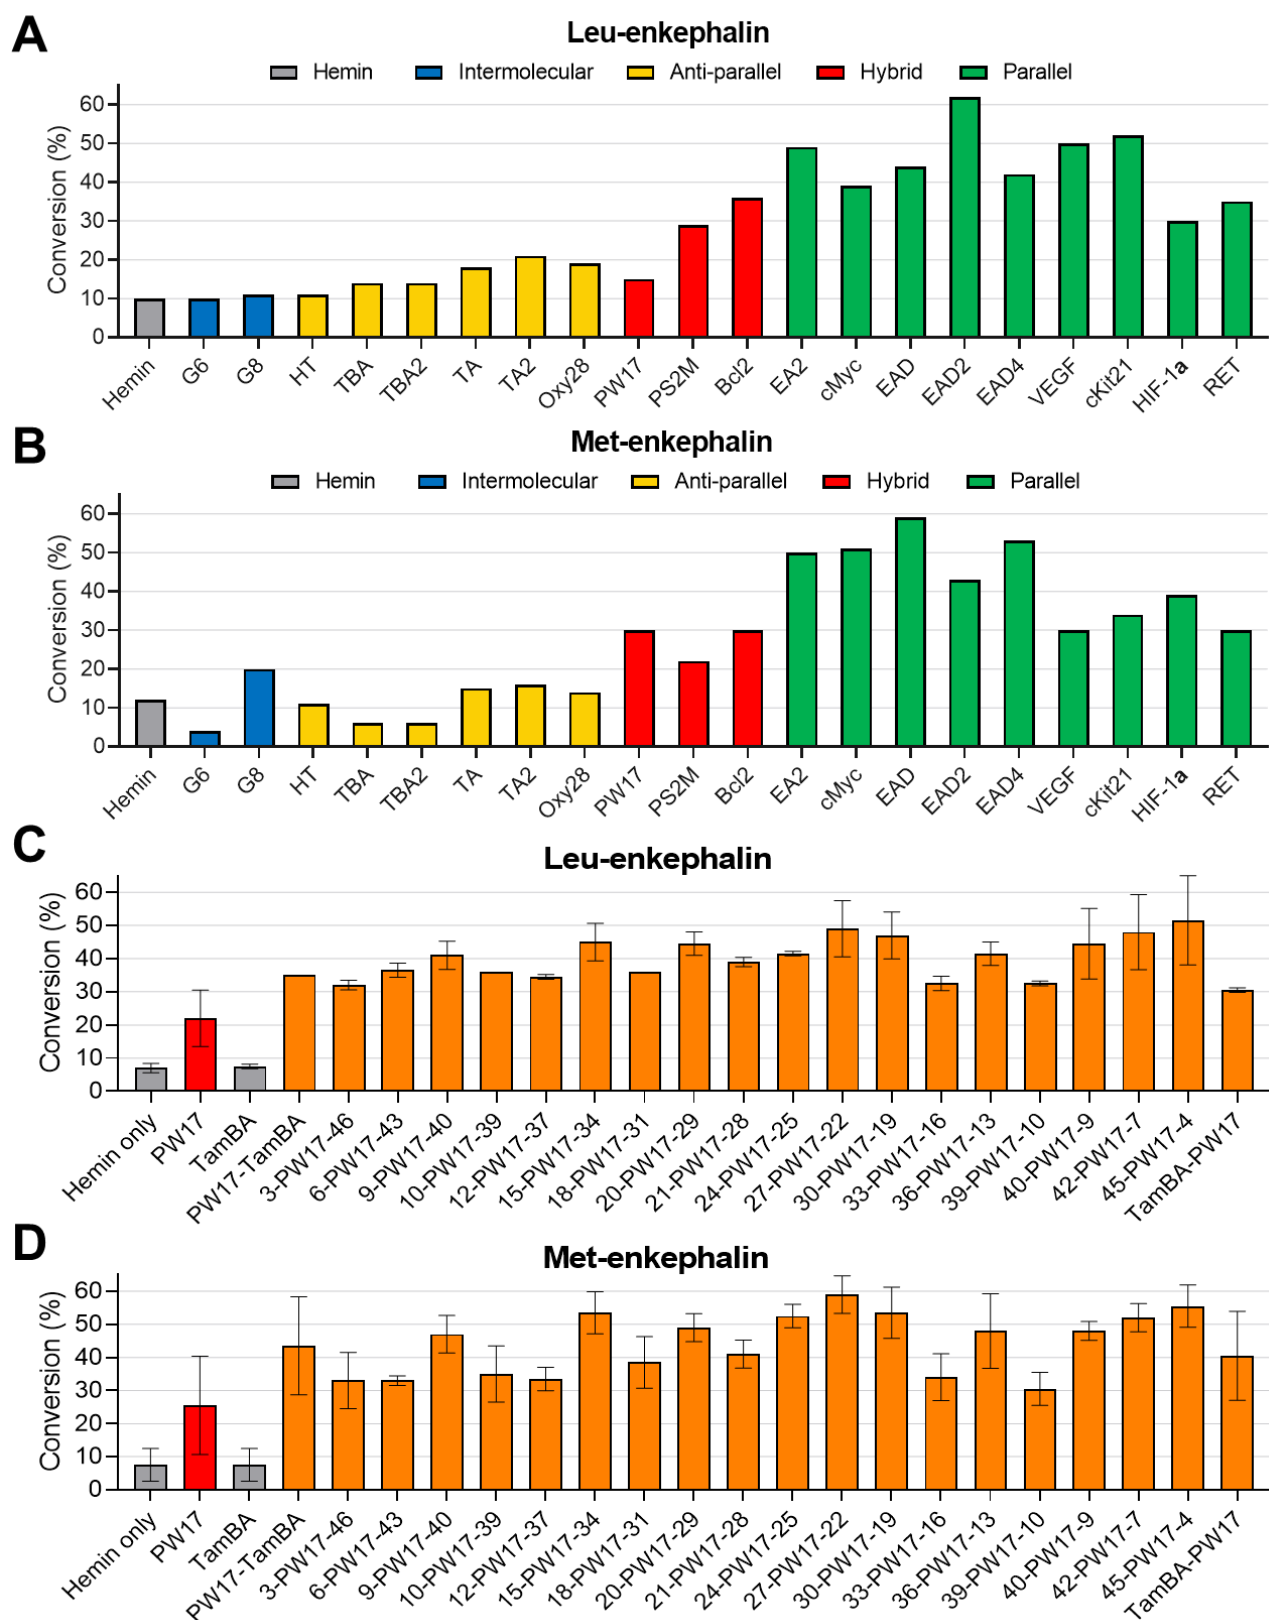 A
Leu-enkephalin
Hemin Intermolecular Anti-parallel Hybrid Parallel
Conversion (%)
60
50
40
30
20
10
0
Hemin G6 G8 HT TBA TBA2 TA TA2 Oxy28 PW17 PS2M Bcl2 EA2 cMyc EAD EAD2 EAD4 VEGF cKit21 HIF-1a RET
B
Met-enkephalin
Hemin Intermolecular Anti-parallel Hybrid Parallel
Conversion (%)
60
50
40
30
20
10
0
Hemin G6 G8 HT TBA TBA2 TA TA2 Oxy28 PW17 PS2M Bcl2 EA2 cMyc EAD EAD2 EAD4 VEGF cKit21 HIF-1a RET
C
Leu-enkephalin
Conversion (%)
60
50
40
30
20
10
0
Hemin only PW17 TamBA PW17-TamBA 3-PW17-46 6-PW17-43 9-PW17-40 10-PW17-39 12-PW17-37 15-PW17-34 18-PW17-31 20-PW17-29 21-PW17-28 24-PW17-25 27-PW17-22 30-PW17-19 33-PW17-16 36-PW17-13 39-PW17-10 40-PW17-9 42-PW17-7 45-PW17-4 TamBA-PW17
D
Met-enkephalin
Conversion (%)
60
50
40
30
20
10
0
Hemin only PW17 TamBA PW17-TamBA 3-PW17-46 6-PW17-43 9-PW17-40 10-PW17-39 12-PW17-37 15-PW17-34 18-PW17-31 20-PW17-29 21-PW17-28 24-PW17-25 27-PW17-22 30-PW17-19 33-PW17-16 36-PW17-13 39-PW17-10 40-PW17-9 42-PW17-7 45-PW17-4 TamBA-PW17